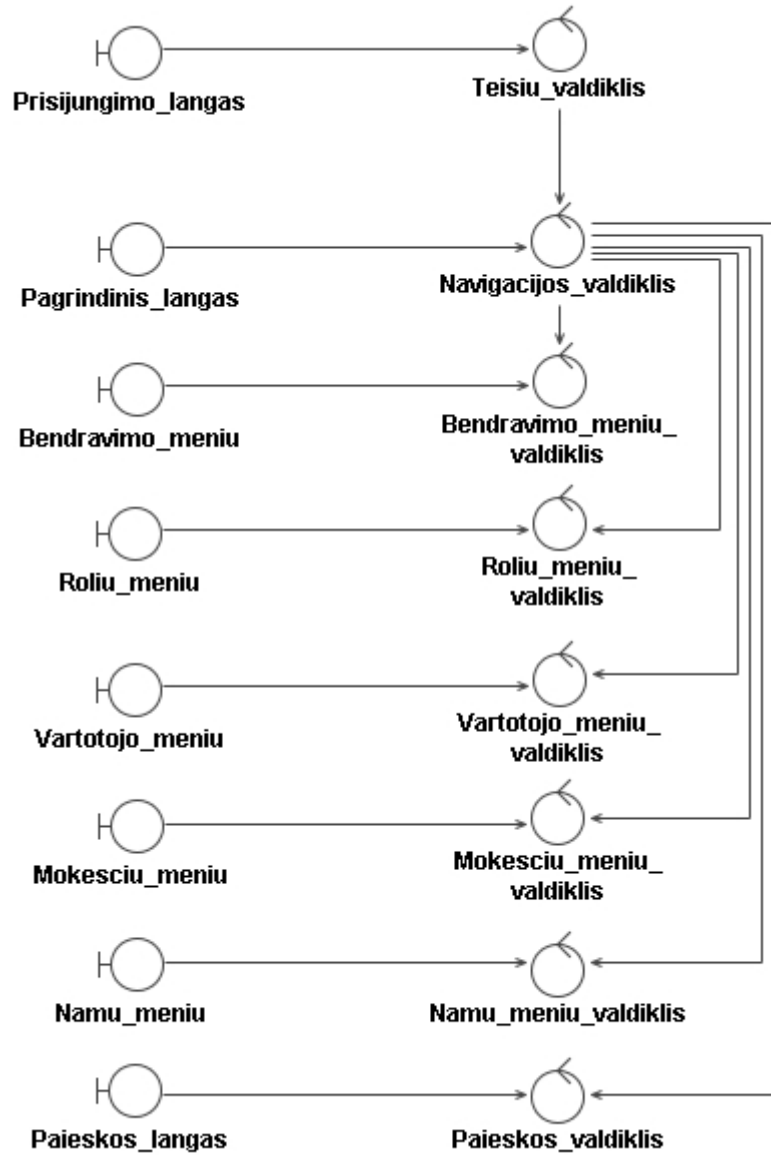 Prisijungimo_langas
Teisiu_valdiklis
Pagrindinis_langas
Navigacijos_valdiklis
Bendravimo_meniu
Bendravimo_meniu_
valdiklis
Roliu_meniu
Roliu_meniu_
valdiklis
Vartotojo_meniu
Vartotojo_meniu_
valdiklis
Mokesciu_meniu
Mokesciu_meniu_
valdiklis
Namu_meniu
Namu_meniu_valdiklis
Paieskos_langas
Paieskos_valdiklis